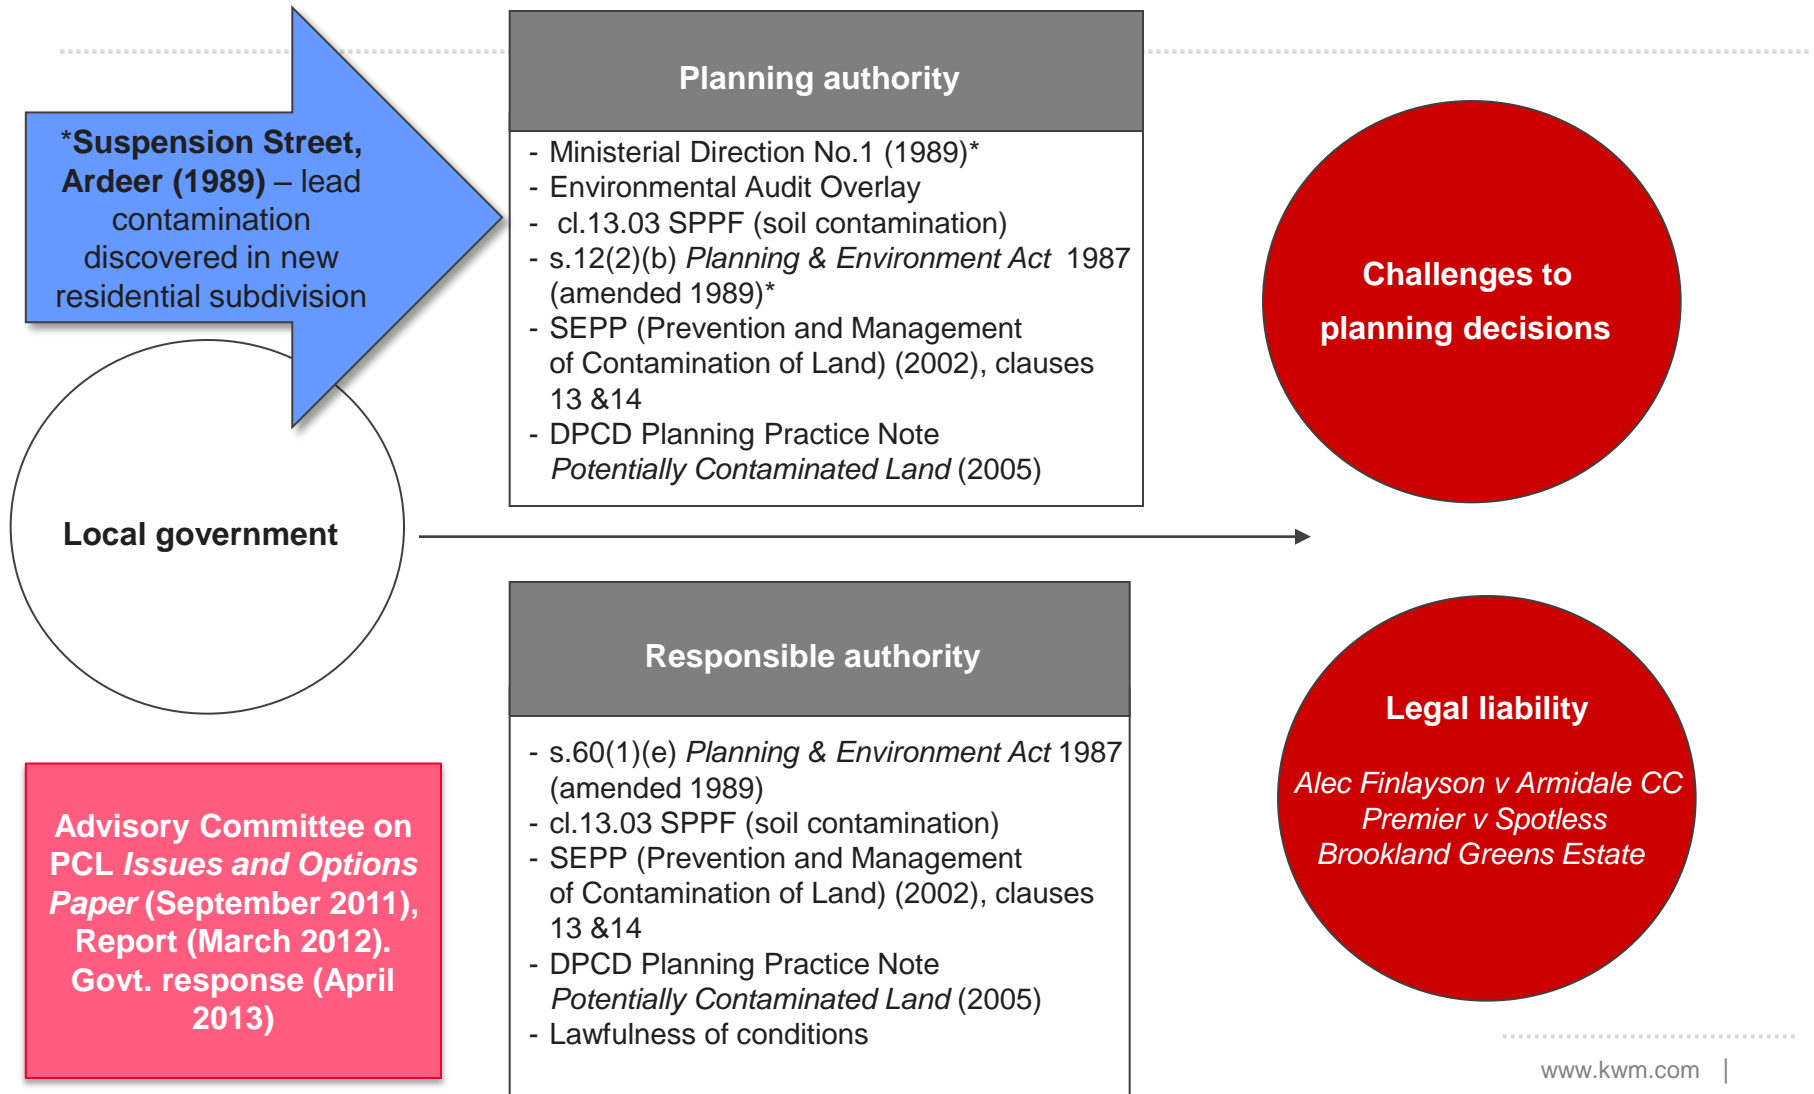 *Suspension Street,
Ardeer (1989) – lead
contamination
discovered in new
residential subdivision
Local government
Advisory Committee on
PCL Issues and Options
Paper (September 2011),
Report (March 2012).
Govt. response (April
2013)
Planning authority
- Ministerial Direction No.1 (1989)*
- Environmental Audit Overlay
- cl.13.03 SPPF (soil contamination)
- s.12(2)(b) Planning & Environment Act 1987
(amended 1989)*
- SEPP (Prevention and Management
of Contamination of Land) (2002), clauses
13 &14
- DPCD Planning Practice Note
Potentially Contaminated Land (2005)
Responsible authority
- s.60(1)(e) Planning & Environment Act 1987
(amended 1989)
- cl.13.03 SPPF (soil contamination)
- SEPP (Prevention and Management
of Contamination of Land) (2002), clauses
13 &14
- DPCD Planning Practice Note
Potentially Contaminated Land (2005)
- Lawfulness of conditions
Challenges to
planning decisions
Legal liability
Alec Finlayson v Armidale CC
Premier v Spotless
Brookland Greens Estate
www.kwm.com |